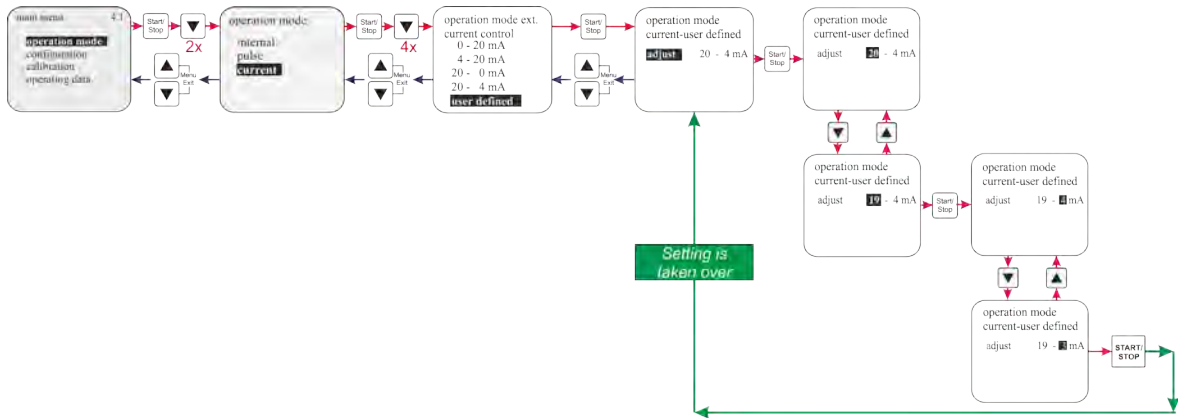 main menu 4.1
operation mode
configuration
calibration
operating data
Start/
Stop
2x
Menu
Exit
operation mode
internal
pulse
current
Start/
Stop
4x
Menu
Exit
operation mode ext.
current control
0 - 20 mA
4 - 20 mA
20 - 0 mA
20 - 4 mA
user defined
Start/
Stop
Menu
Exit
operation mode
current-user defined
adjust 20 - 4 mA
Start/
Stop
operation mode
current-user defined
adjust 20 - 4 mA
operation mode
current-user defined
adjust 19 - 4 mA
Start/
Stop
operation mode
current-user defined
adjust 19 - 4 mA
operation mode
current-user defined
adjust 19 - mA
START/
STOP
Setting is
taken over